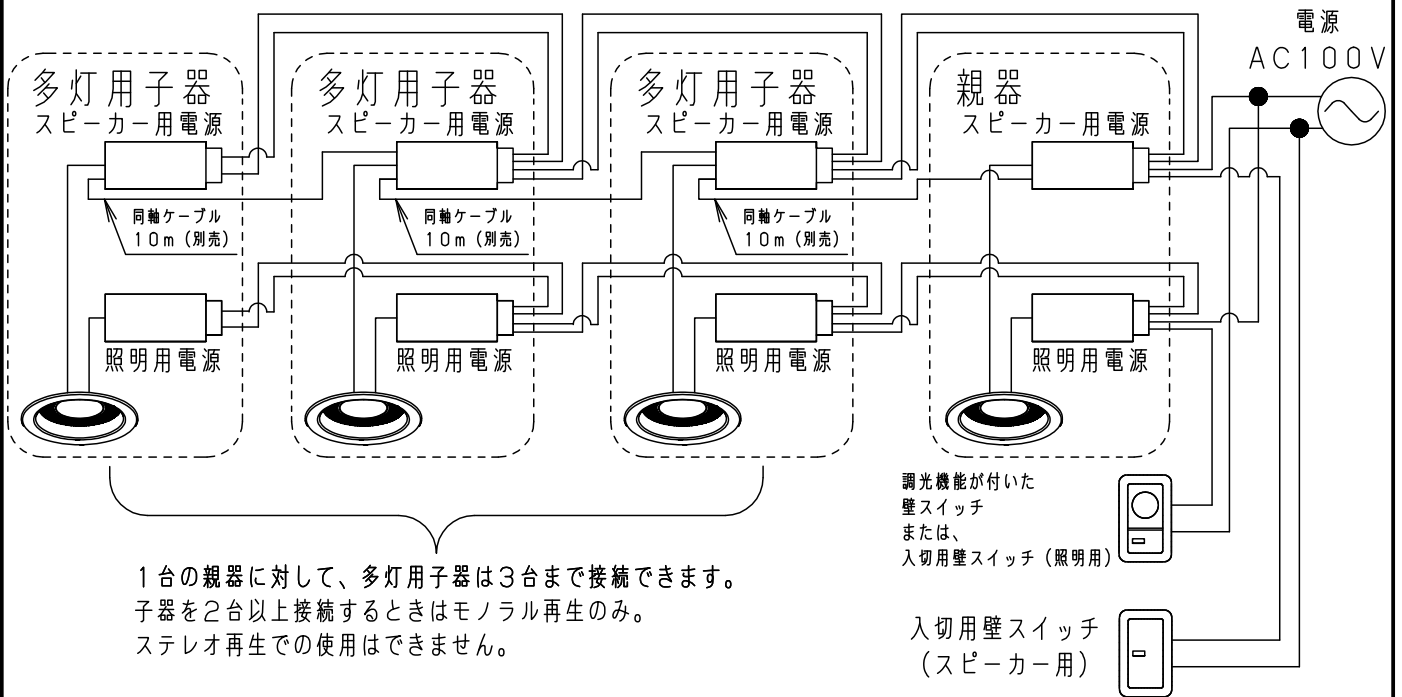 電源
AC100V
多灯用子器
スピーカー用電源
多灯用子器
スピーカー用電源
多灯用子器
スピーカー用電源
親器
スピーカー用電源
同軸ケーブル
10m(別売)
同軸ケーブル
10m(別売)
同軸ケーブル
10m(別売)
照明用電源
照明用電源
照明用電源
照明用電源
調光機能が付いた
壁スイッチ
または、
入切用壁スイッチ(照明用)
1台の親器に対して、多灯用子器は3台まで接続できます。
子器を2台以上接続するときはモノラル再生のみ。
ステレオ再生での使用はできません。
入切用壁スイッチ
(スピーカー用)